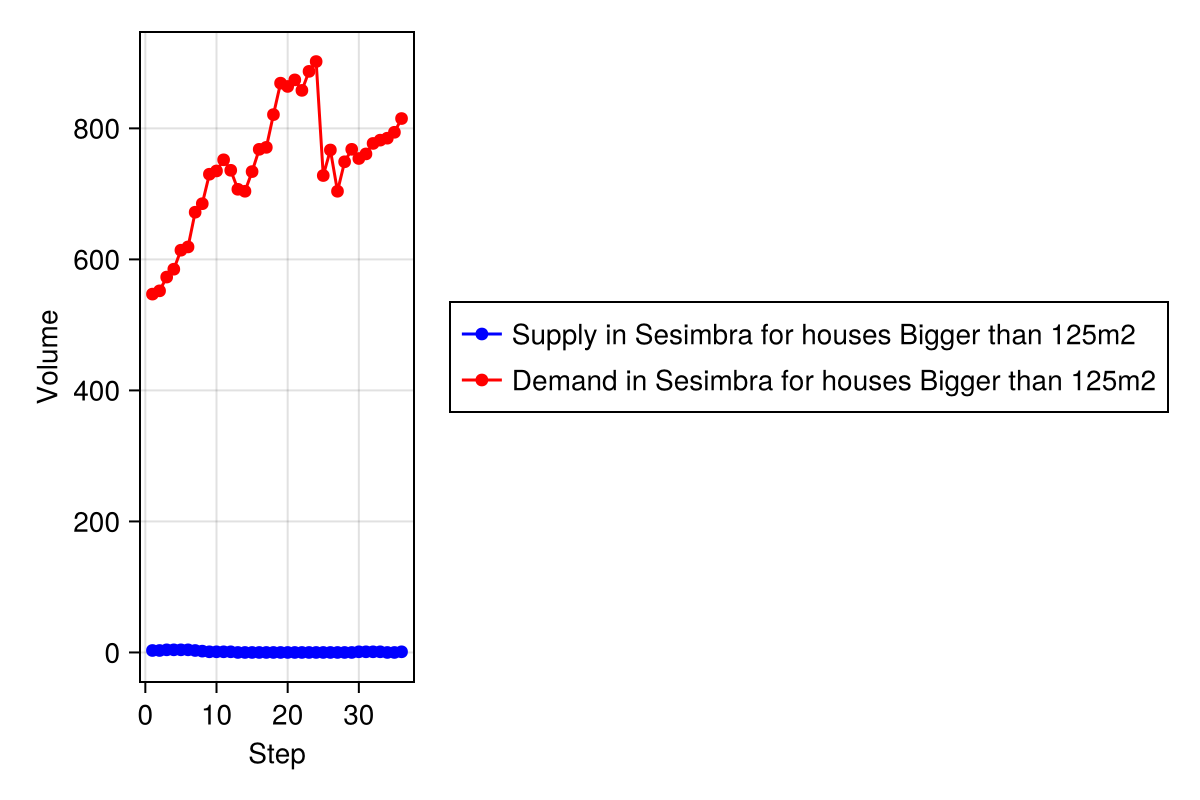 800
600
400
200
0
Volume
0 10 20 30
Step
Supply in Sesimbra for houses Bigger than 125m2
Demand in Sesimbra for houses Bigger than 125m2